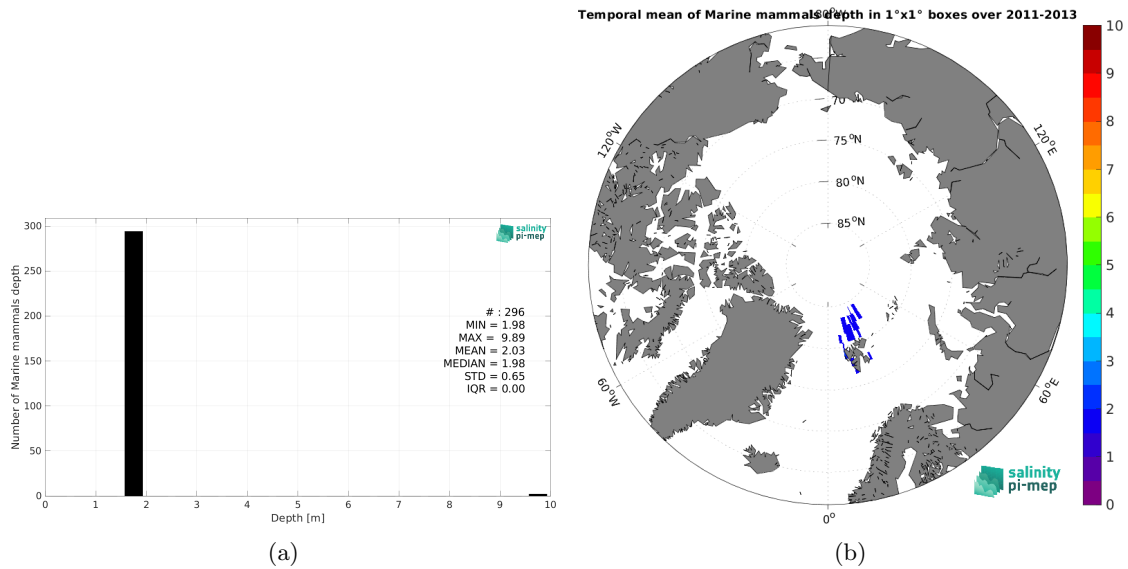 300
250
200
150
100
50
0
Number of Marine mammals depth
0 1 2 3 4 5 6 7 8 9 10
Depth [m]
salinity
pi-mep
# : 296
MIN = 1.98
MAX = 9.89
MEAN = 2.03
MEDIAN = 1.98
STD = 0.65
IQR = 0.00
(a)
Temporal mean of Marine mammals depth in 1°x1° boxes over 2011-2013
180°W
120°W
120°E
60°W
60°E
0°
70°N
75°N
80°N
85°N
salinity
pi-mep
10
9
8
7
6
5
4
3
2
1
0
(b)